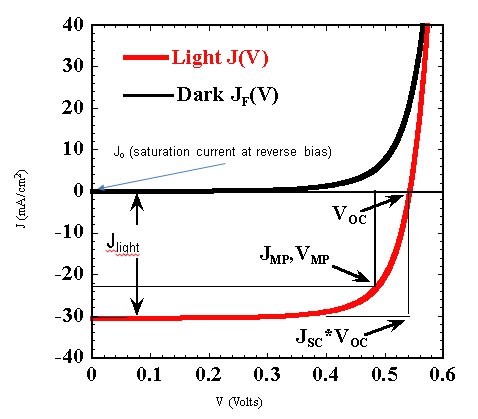 40
30
20
10
0
-10
-20
-30
-40
J (mA/cm²)
Light J(V)
Dark J_F(V)
J₀ (saturation current at reverse bias)
V_OC
J_light
J_MP,V_MP
J_SC*V_OC
0 0.1 0.2 0.3 0.4 0.5 0.6
V (Volts)